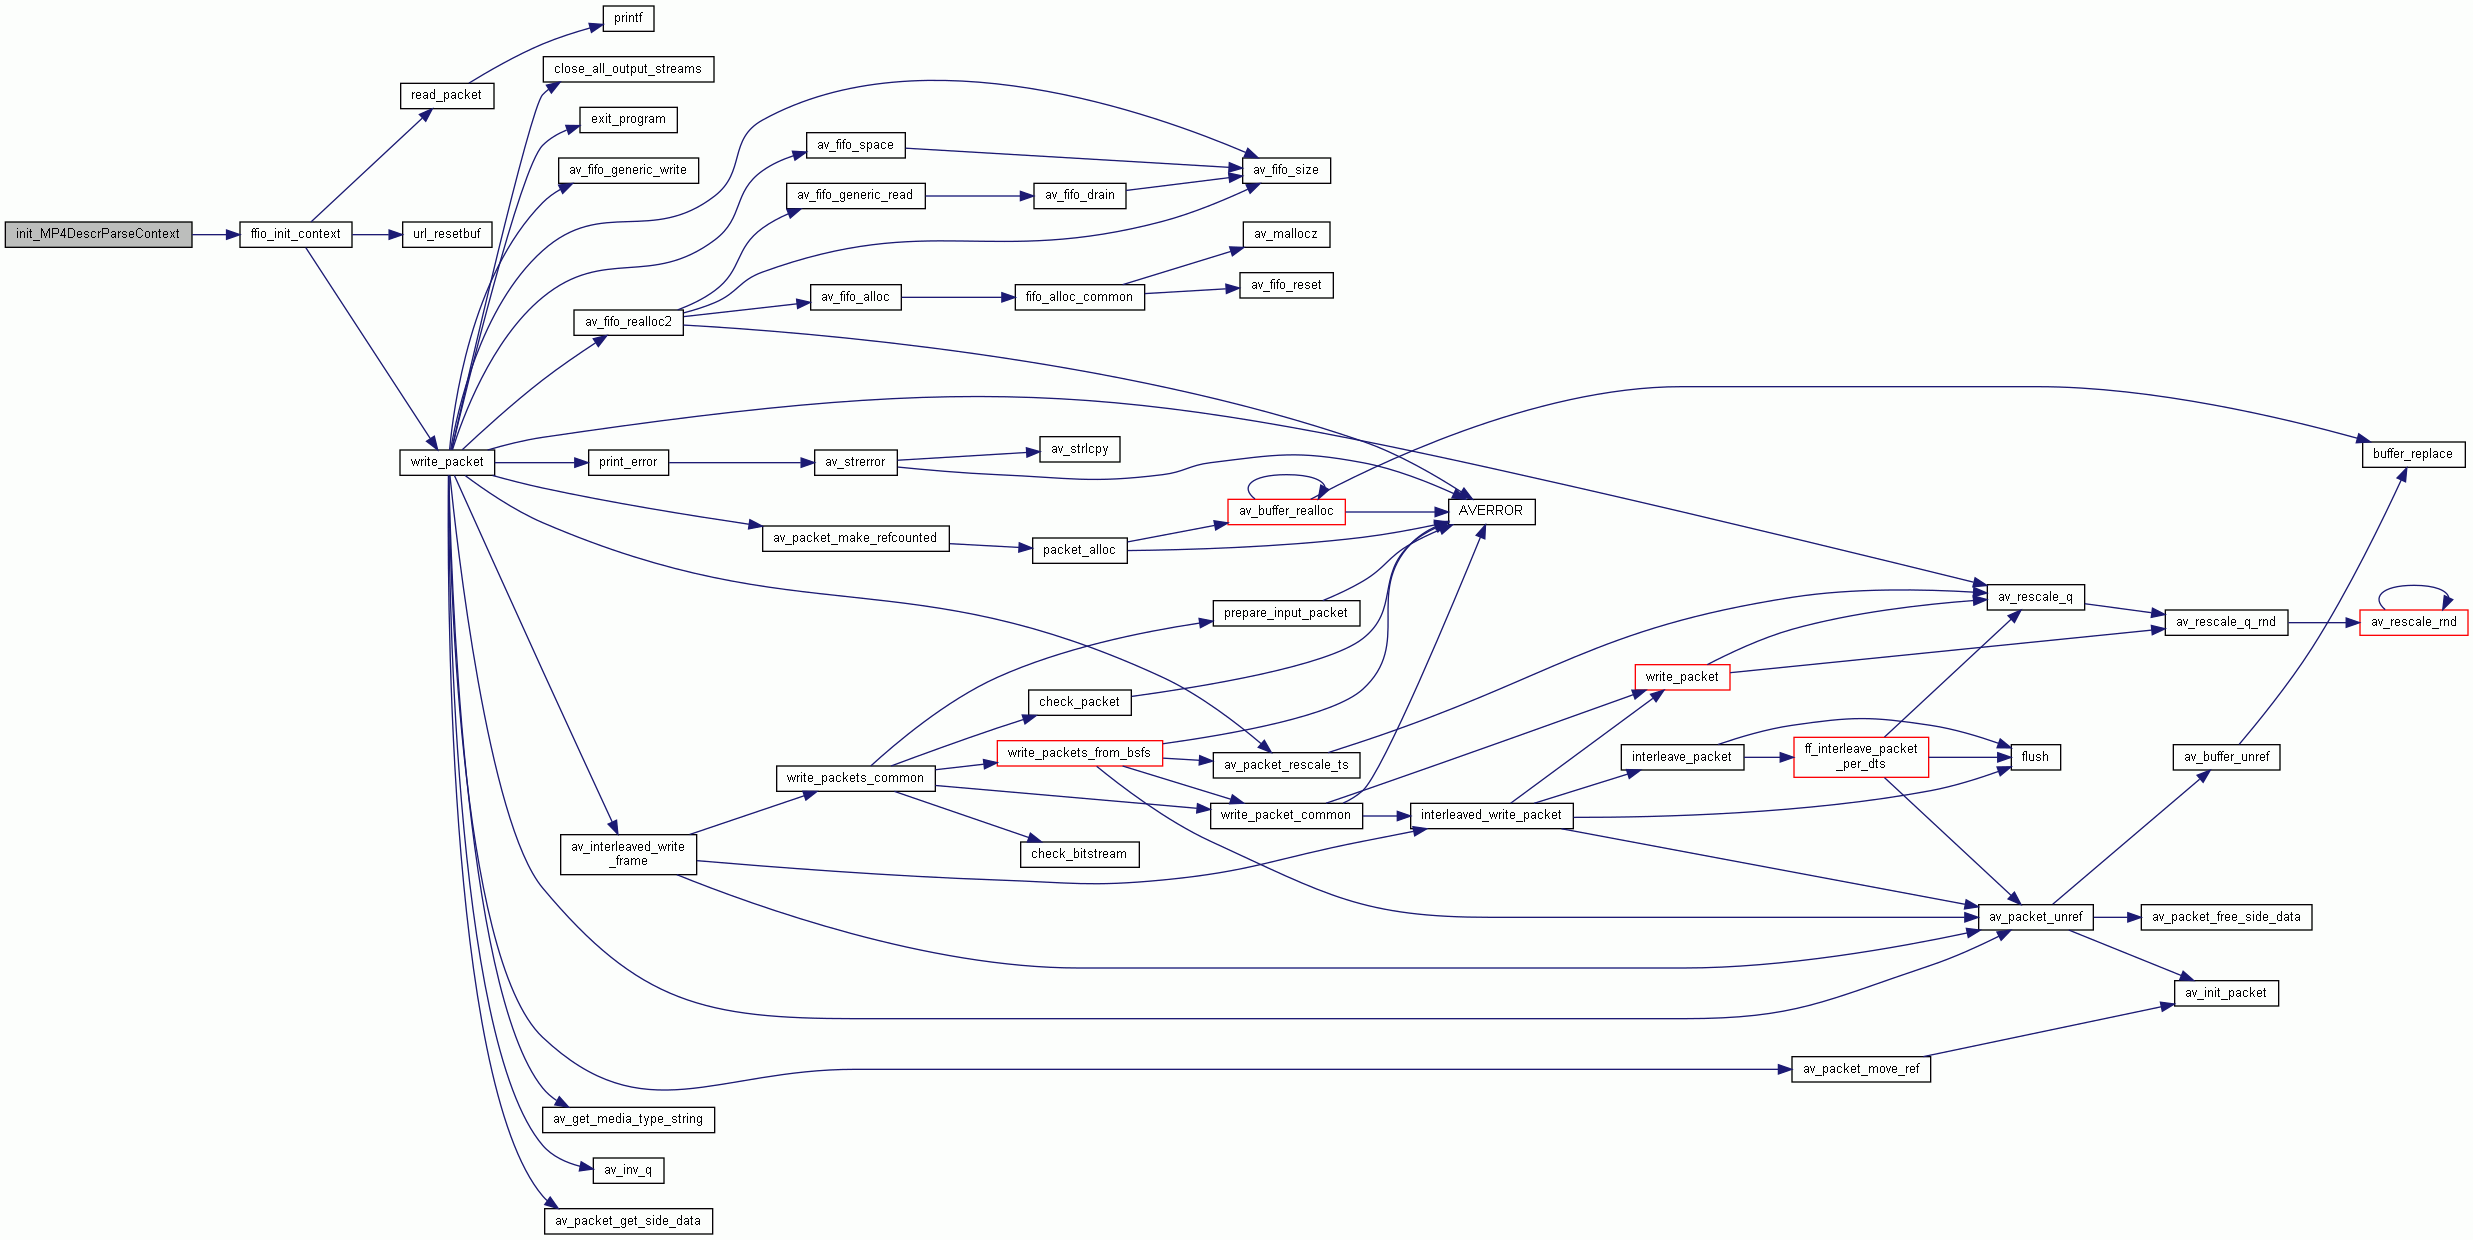 init_MP4DescrParseContext
ffio_init_context
read_packet
url_resetbuf
write_packet
printf
close_all_output_streams
exit_program
av_fifo_generic_write
av_fifo_realloc2
print_error
av_interleaved_write
_frame
av_get_media_type_string
av_inv_q
av_packet_get_side_data
av_fifo_space
av_fifo_generic_read
av_fifo_alloc
av_strerror
av_packet_make_refcounted
write_packets_common
av_fifo_drain
fifo_alloc_common
av_strlcpy
packet_alloc
check_packet
write_packets_from_bsfs
check_bitstream
av_fifo_size
av_mallocz
av_fifo_reset
av_buffer_realloc
prepare_input_packet
av_packet_rescale_ts
write_packet_common
AVERROR
interleaved_write_packet
write_packet
interleave_packet
ff_interleave_packet
_per_dts
av_packet_move_ref
av_rescale_q
flush
av_packet_unref
av_rescale_q_rnd
av_buffer_unref
av_packet_free_side_data
av_init_packet
buffer_replace
av_rescale_rnd